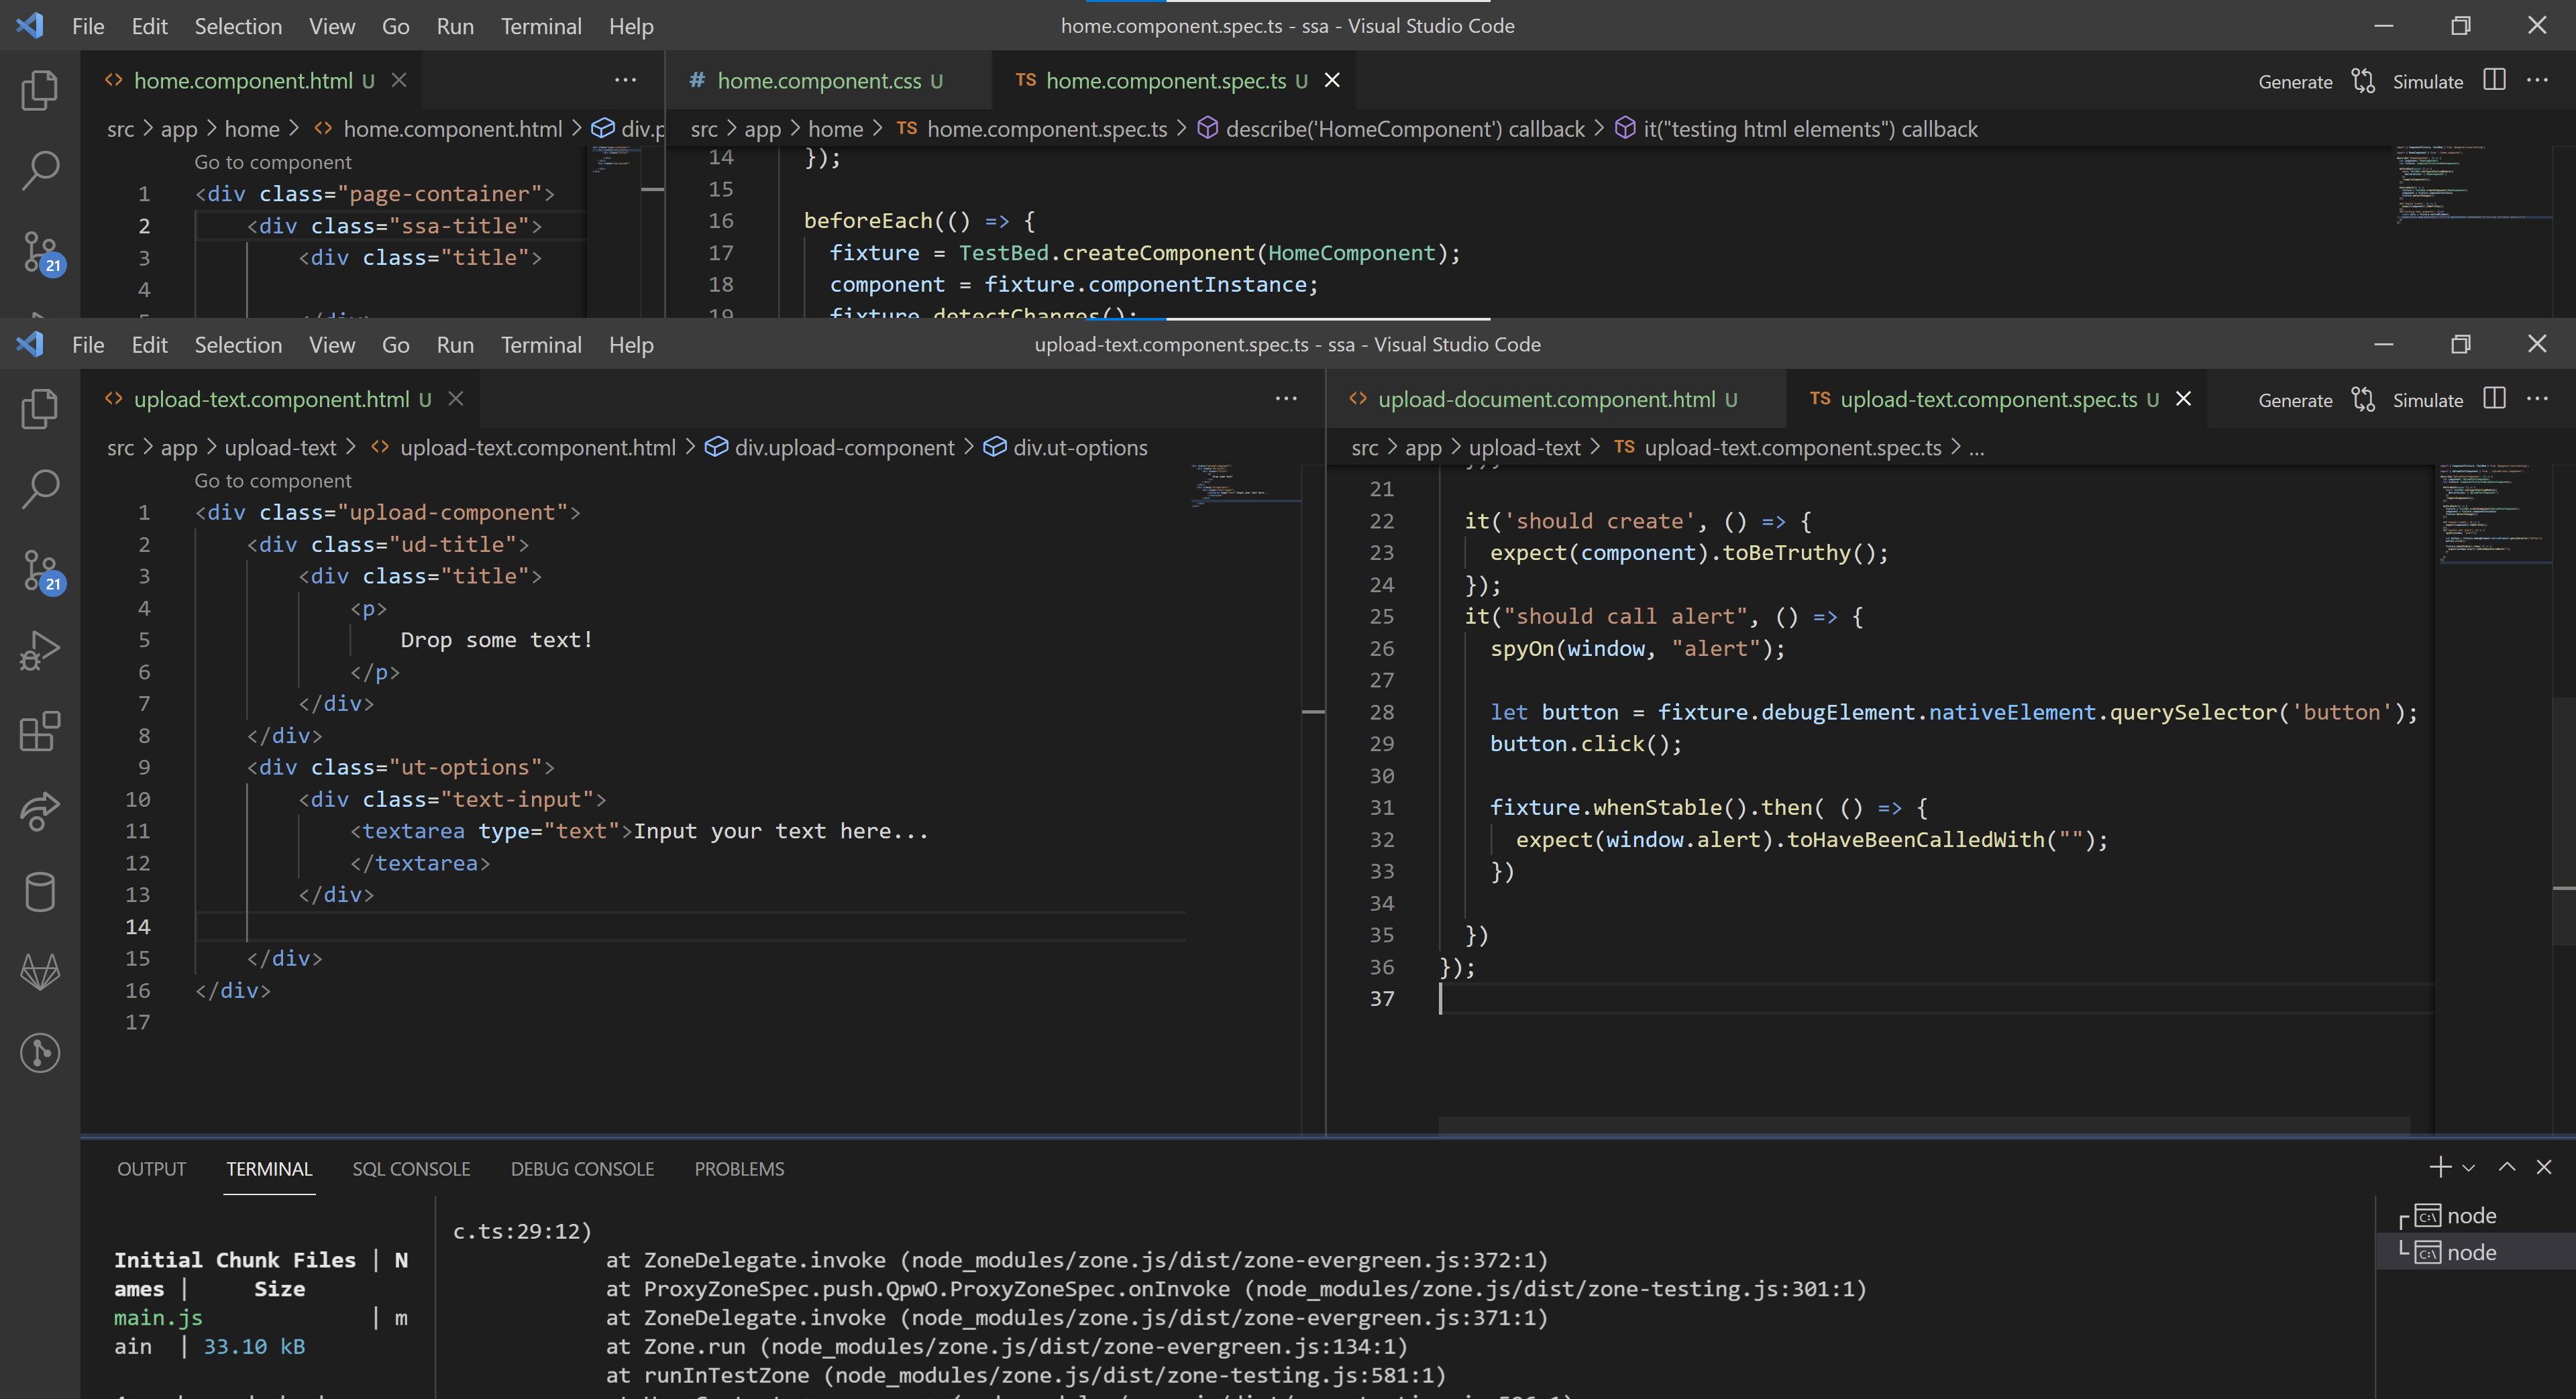 File Edit Selection View Go Run Terminal Help home.component.spec.ts - ssa - Visual Studio Code
home.component.html U
# home.component.css U TS home.component.spec.ts U Generate Simulate
src > app > home > home.component.html > div.p
src > app > home > TS home.component.spec.ts > describe('HomeComponent') callback > it("testing html elements") callback
Go to component
1 <div class="page-container">
2 <div class="ssa-title">
3 <div class="title">
4
21
14 });
15
16 beforeEach(() => {
17 fixture = TestBed.createComponent(HomeComponent);
18 component = fixture.componentInstance;
19 fixture.detectChanges();
File Edit Selection View Go Run Terminal Help upload-text.component.spec.ts - ssa - Visual Studio Code
upload-text.component.html U
upload-document.component.html U TS upload-text.component.spec.ts U Generate Simulate
src > app > upload-text > upload-text.component.html > div.upload-component > div.ut-options
src > app > upload-text > TS upload-text.component.spec.ts > ...
Go to component
1 <div class="upload-component">
2 <div class="ud-title">
3 <div class="title">
4 <p>
5 Drop some text!
6 </p>
7 </div>
8 </div>
9 <div class="ut-options">
10 <div class="text-input">
11 <textarea type="text">Input your text here...
12 </textarea>
13 </div>
14
15 </div>
16 </div>
17
21
21
22 it('should create', () => {
23 expect(component).toBeTruthy();
24 });
25 it("should call alert", () => {
26 spyOn(window, "alert");
27
28 let button = fixture.debugElement.nativeElement.querySelector('button');
29 button.click();
30
31 fixture.whenStable().then( () => {
32 expect(window.alert).toHaveBeenCalledWith("");
33 })
34
35 })
36 });
37
OUTPUT TERMINAL SQL CONSOLE DEBUG CONSOLE PROBLEMS
Initial Chunk Files | N
ames | Size
main.js | m
ain | 33.10 kB
c.ts:29:12)
at ZoneDelegate.invoke (node_modules/zone.js/dist/zone-evergreen.js:372:1)
at ProxyZoneSpec.push.QpwO.ProxyZoneSpec.onInvoke (node_modules/zone.js/dist/zone-testing.js:301:1)
at ZoneDelegate.invoke (node_modules/zone.js/dist/zone-evergreen.js:371:1)
at Zone.run (node_modules/zone.js/dist/zone-evergreen.js:134:1)
at runInTestZone (node_modules/zone.js/dist/zone-testing.js:581:1)
node
node